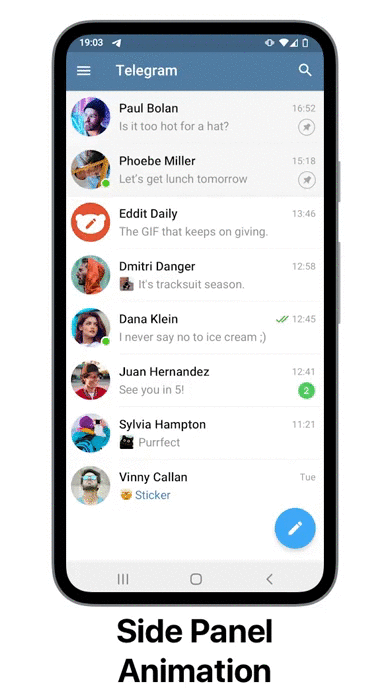 19:03
Telegram
Paul Bolan 16:52
Is it too hot for a hat?
Phoebe Miller 15:18
Let's get lunch tomorrow
Eddit Daily 13:46
The GIF that keeps on giving.
Dmitri Danger 12:58
It's tracksuit season.
Dana Klein 12:45
I never say no to ice cream ;)
Juan Hernandez 12:41
See you in 5! 2
Sylvia Hampton 11:21
Purrfect
Vinny Callan Tue
Sticker
Side Panel
Animation